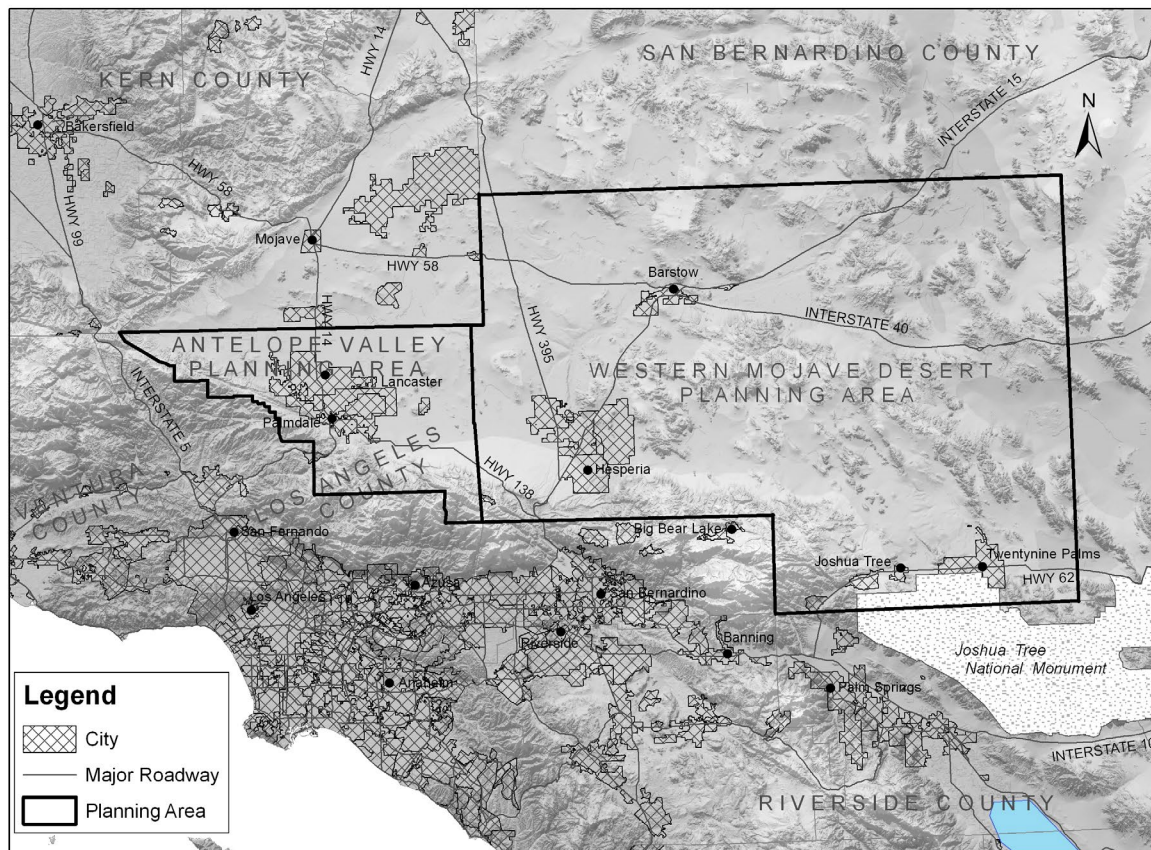 HWY 14
SAN BERNARDINO COUNTY
KERN COUNTY
INTERSTATE 15
N
Bakersfield
HWY 58
HWY 99
Mojave
HWY 58
Barstow
HWY 14
INTERSTATE 40
ANTELOPE VALLEY
PLANNING AREA
HWY 395
WESTERN MOJAVE DESERT
PLANNING AREA
Lancaster
INTERSTATE 5
Palmdale
LOS ANGELES
COUNTY
HWY 138
Hesperia
VENTURA
COUNTY
San Fernando
Big Bear Lake
Joshua Tree
Twentynine Palms
HWY 62
Azusa
San Bernardino
Los Angeles
Riverside
Banning
Joshua Tree
National Monument
Anaheim
Palm Springs
INTERSTATE 10
RIVERSIDE COUNTY
Legend
City
Major Roadway
Planning Area